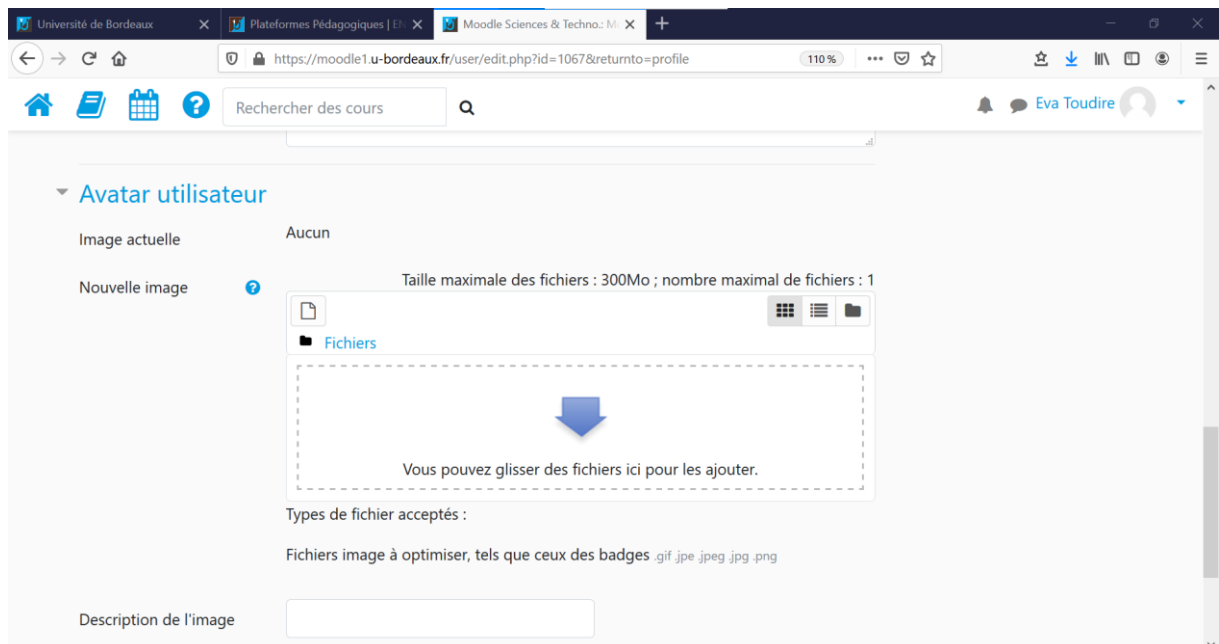 Université de Bordeaux
Plateformes Pédagogiques | EN
Moodle Sciences & Techno.: M
https://moodle1.u-bordeaux.fr/user/edit.php?id=1067&returnto=profile
110 %
Rechercher des cours
Eva Toudire
Avatar utilisateur
Image actuelle
Aucun
Nouvelle image
Taille maximale des fichiers : 300Mo ; nombre maximal de fichiers : 1
Fichiers
Vous pouvez glisser des fichiers ici pour les ajouter.
Types de fichier acceptés :
Fichiers image à optimiser, tels que ceux des badges .gif .jpe .jpeg .jpg .png
Description de l'image